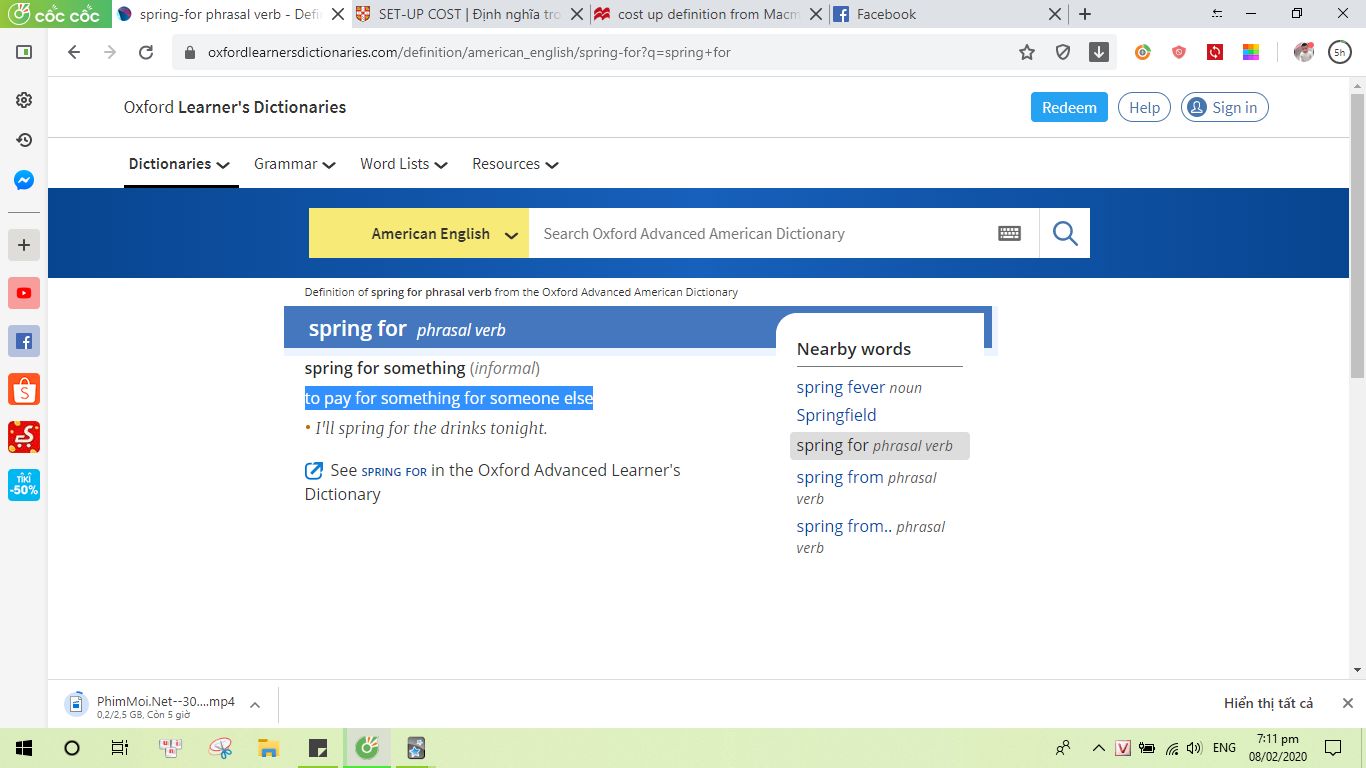 cốc cốc
spring-for phrasal verb - Defin
SET-UP COST | Định nghĩa tro
cost up definition from Macm
Facebook
oxfordlearnersdictionaries.com/definition/american_english/spring-for?q=spring+for
5h
Oxford Learner's Dictionaries
Redeem
Help
Sign in
Dictionaries
Grammar
Word Lists
Resources
American English
Search Oxford Advanced American Dictionary
Definition of spring for phrasal verb from the Oxford Advanced American Dictionary
spring for phrasal verb
spring for something (informal)
to pay for something for someone else
• I'll spring for the drinks tonight.
See SPRING FOR in the Oxford Advanced Learner's
Dictionary
Nearby words
spring fever noun
Springfield
spring for phrasal verb
spring from phrasal
verb
spring from.. phrasal
verb
TIKI
-50%
PhimMoi.Net--30....mp4
0,2/2,5 GB, Còn 5 giờ
Hiển thị tất cả
V
ENG
7:11 pm
08/02/2020